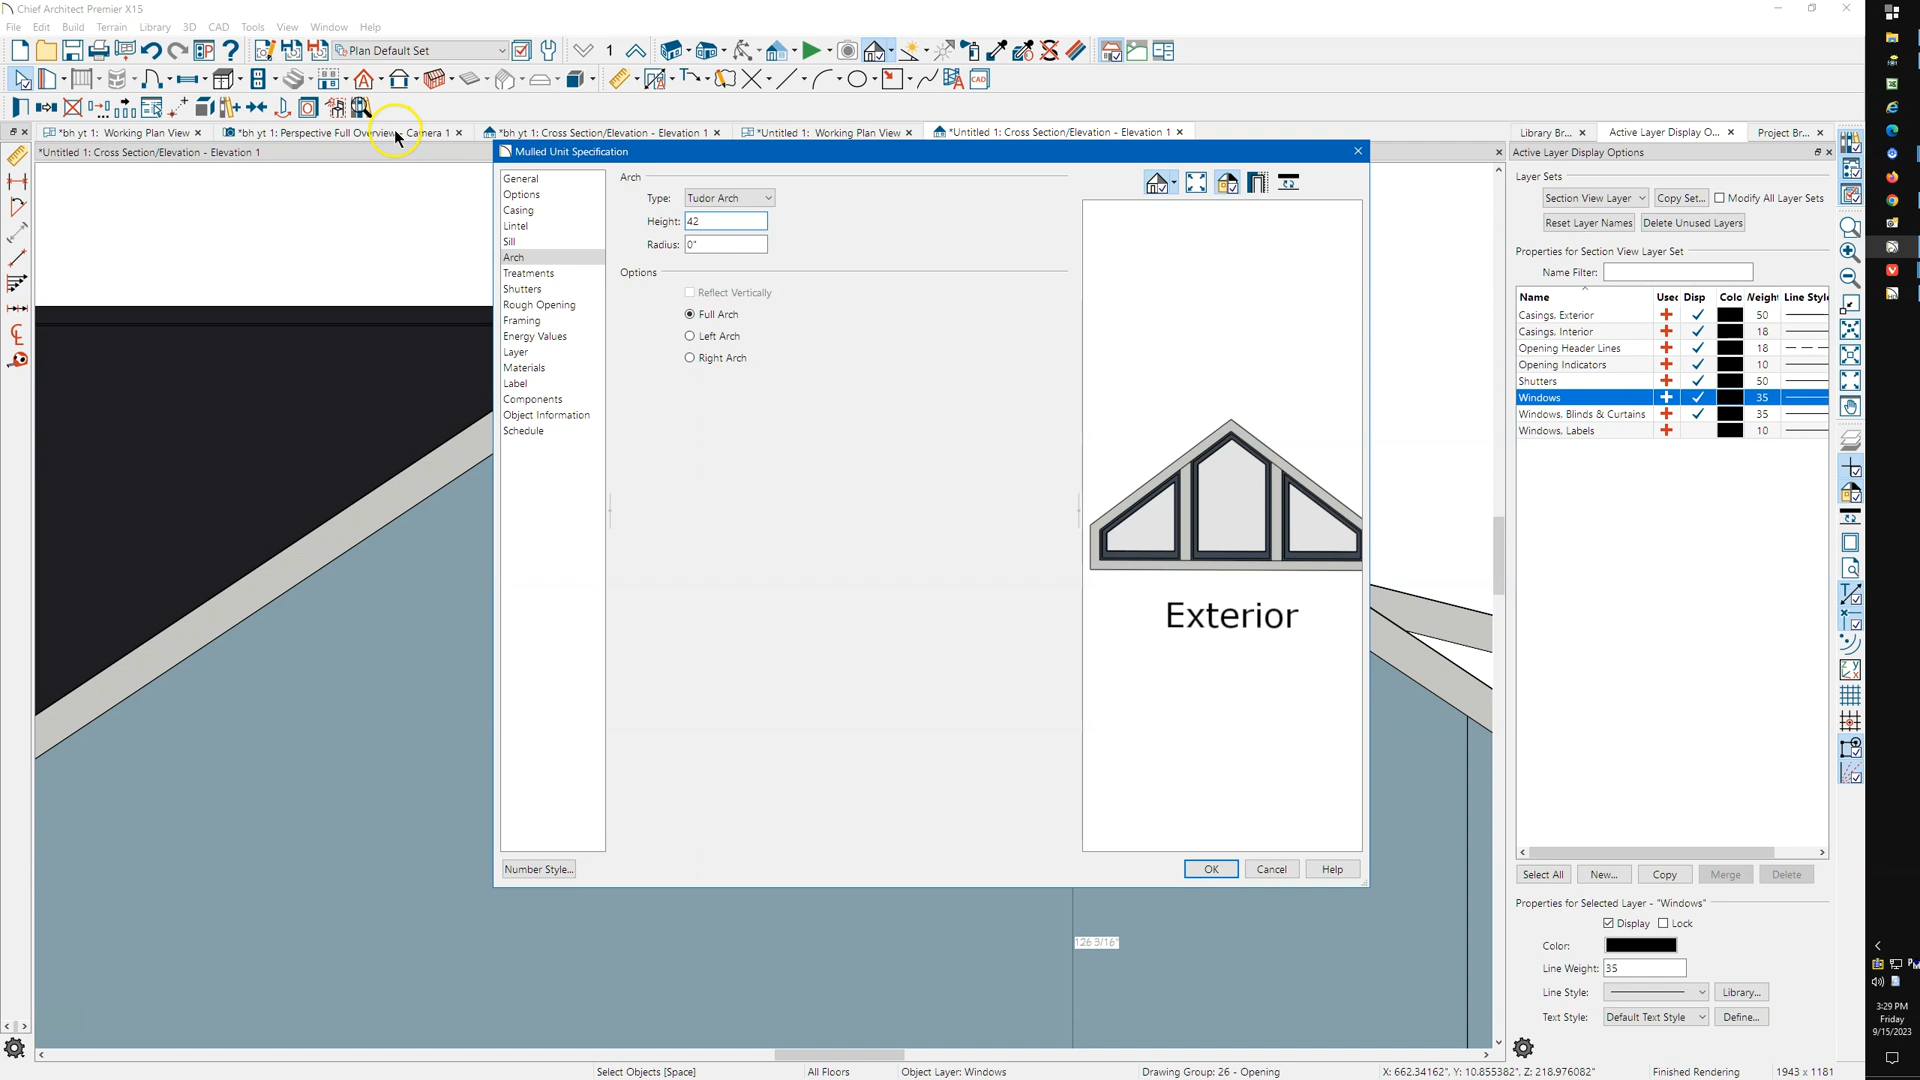 Chief Architect Premier X15
File Edit Build Terrain Library 3D CAD Tools View Window Help
1 Plan Default Set
*bh yt 1: Working Plan View
*bh yt 1: Perspective Full Overview - Camera 1
*bh yt 1: Cross Section/Elevation - Elevation 1
*Untitled 1: Working Plan View
*Untitled 1: Cross Section/Elevation - Elevation 1
Library Br...
Active Layer Display O...
Project Br...
*Untitled 1: Cross Section/Elevation - Elevation 1
Mulled Unit Specification
General
Options
Casing
Lintel
Sill
Arch
Treatments
Shutters
Rough Opening
Framing
Energy Values
Layer
Materials
Label
Components
Object Information
Schedule
Arch
Type: Tudor Arch
Height: 42
Radius: 0"
Options
Reflect Vertically
Full Arch
Left Arch
Right Arch
Exterior
Number Style...
OK Cancel Help
126 3/16"
Active Layer Display Options
Layer Sets
Section View Layer Copy Set... Modify All Layer Sets
Reset Layer Names Delete Unused Layers
Properties for Section View Layer Set
Name Filter:
Name Used Disp Colo Weight Line Style
Casings, Exterior 50
Casings, Interior 18
Opening Header Lines 18
Opening Indicators 10
Shutters 50
Windows 35
Windows, Blinds & Curtains 35
Windows, Labels 10
Select All New... Copy Merge Delete
Properties for Selected Layer - "Windows"
Display Lock
Color:
Line Weight: 35
Line Style: Library...
Text Style: Default Text Style Define...
Select Objects [Space] All Floors Object Layer: Windows Drawing Group: 26 - Opening X: 662.34162", Y: 10.855382", Z: 218.976082" Finished Rendering 1943 x 1181
3:29 PM
Friday
9/15/2023